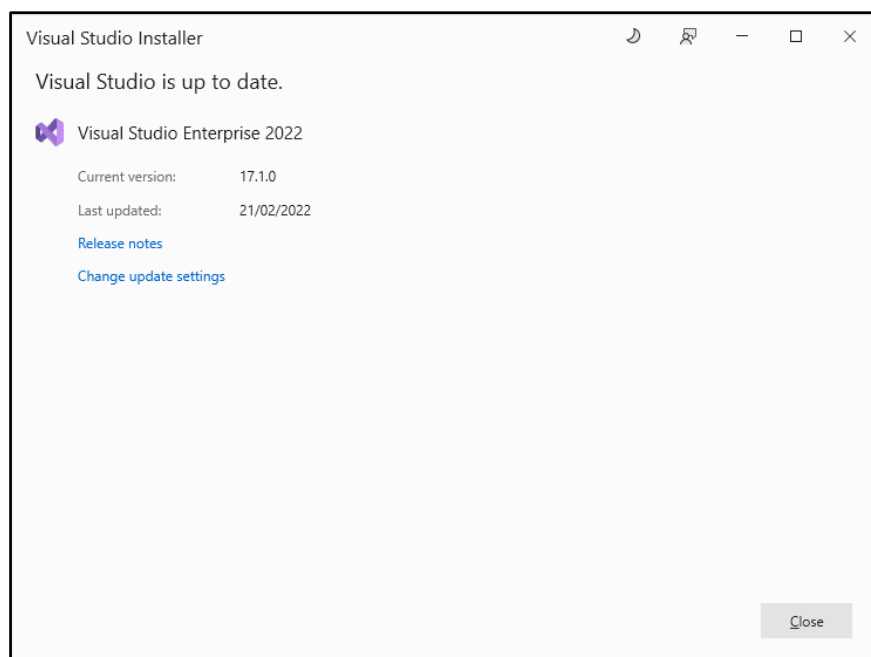 Visual Studio Installer
Visual Studio is up to date.
Visual Studio Enterprise 2022
Current version: 17.1.0
Last updated: 21/02/2022
Release notes
Change update settings
Close